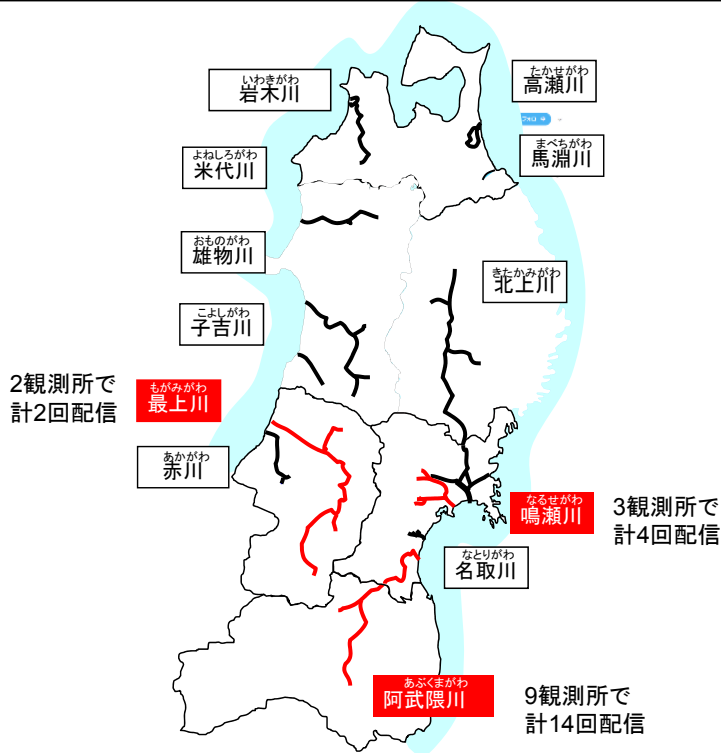 いわきがわ
岩木川
たかせがわ
高瀬川
まべちがわ
馬淵川
よねしろがわ
米代川
おものがわ
雄物川
きたかみがわ
北上川
こよしがわ
子吉川
2観測所で
計2回配信
もがみがわ
最上川
あかがわ
赤川
なるせがわ
鳴瀬川
3観測所で
計4回配信
なとりがわ
名取川
あぶくまがわ
阿武隈川
9観測所で
計14回配信